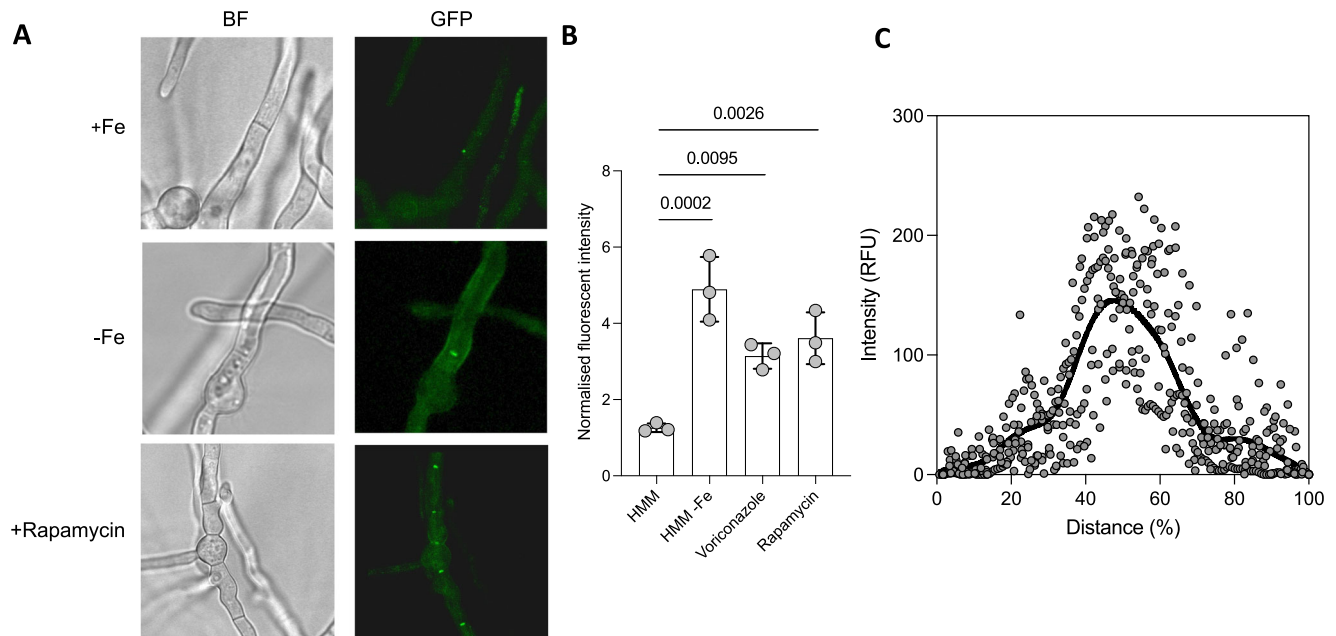 A
BF
GFP
+Fe
-Fe
+Rapamycin
B
0.0026
0.0095
0.0002
Normalised fluorescent intensity
8
6
4
2
0
HMM
HMM -Fe
Voriconazole
Rapamycin
C
Intensity (RFU)
300
200
100
0
0
20
40
60
80
100
Distance (%)